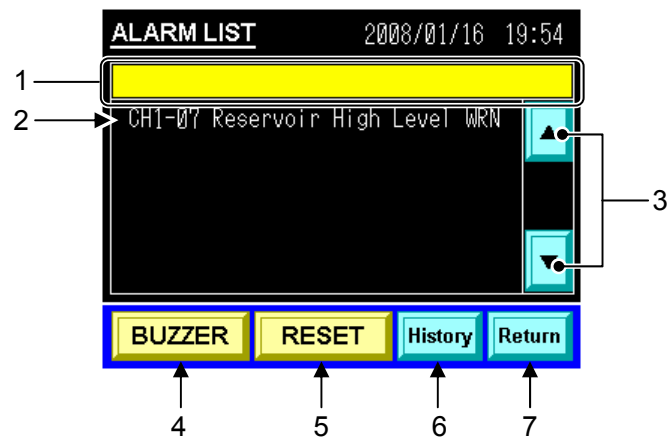 ALARM LIST 2008/01/16 19:54
1
2 CH1-07 Reservoir High Level WRN
▲
3
▼
BUZZER RESET History Return
4 5 6 7